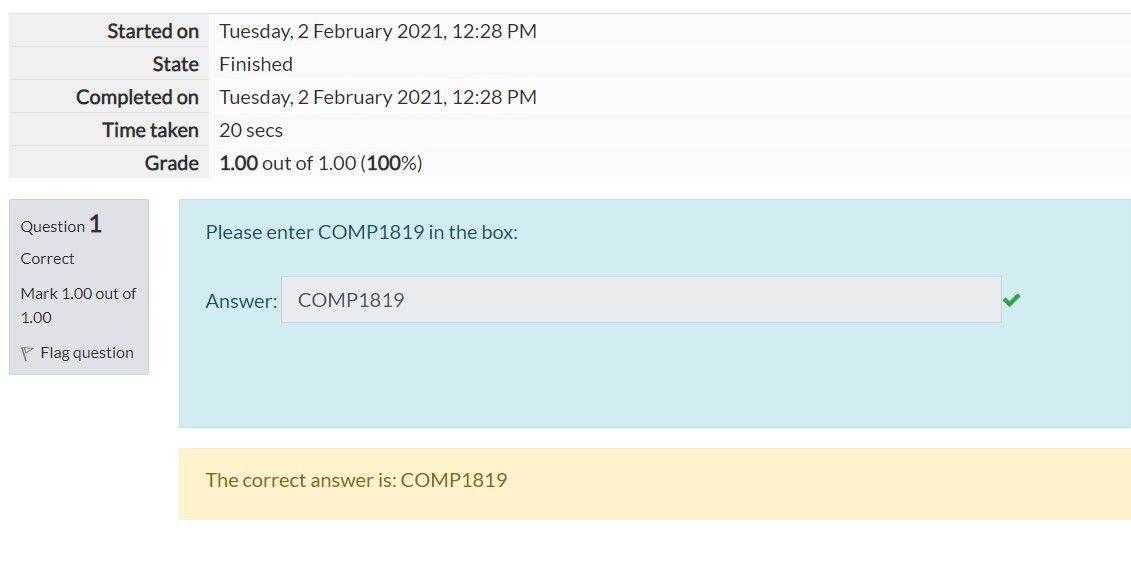 Started on Tuesday, 2 February 2021, 12:28 PM
State Finished
Completed on Tuesday, 2 February 2021, 12:28 PM
Time taken 20 secs
Grade 1.00 out of 1.00 (100%)
Question 1
Correct
Mark 1.00 out of
1.00
Flag question
Please enter COMP1819 in the box:
Answer: COMP1819
The correct answer is: COMP1819